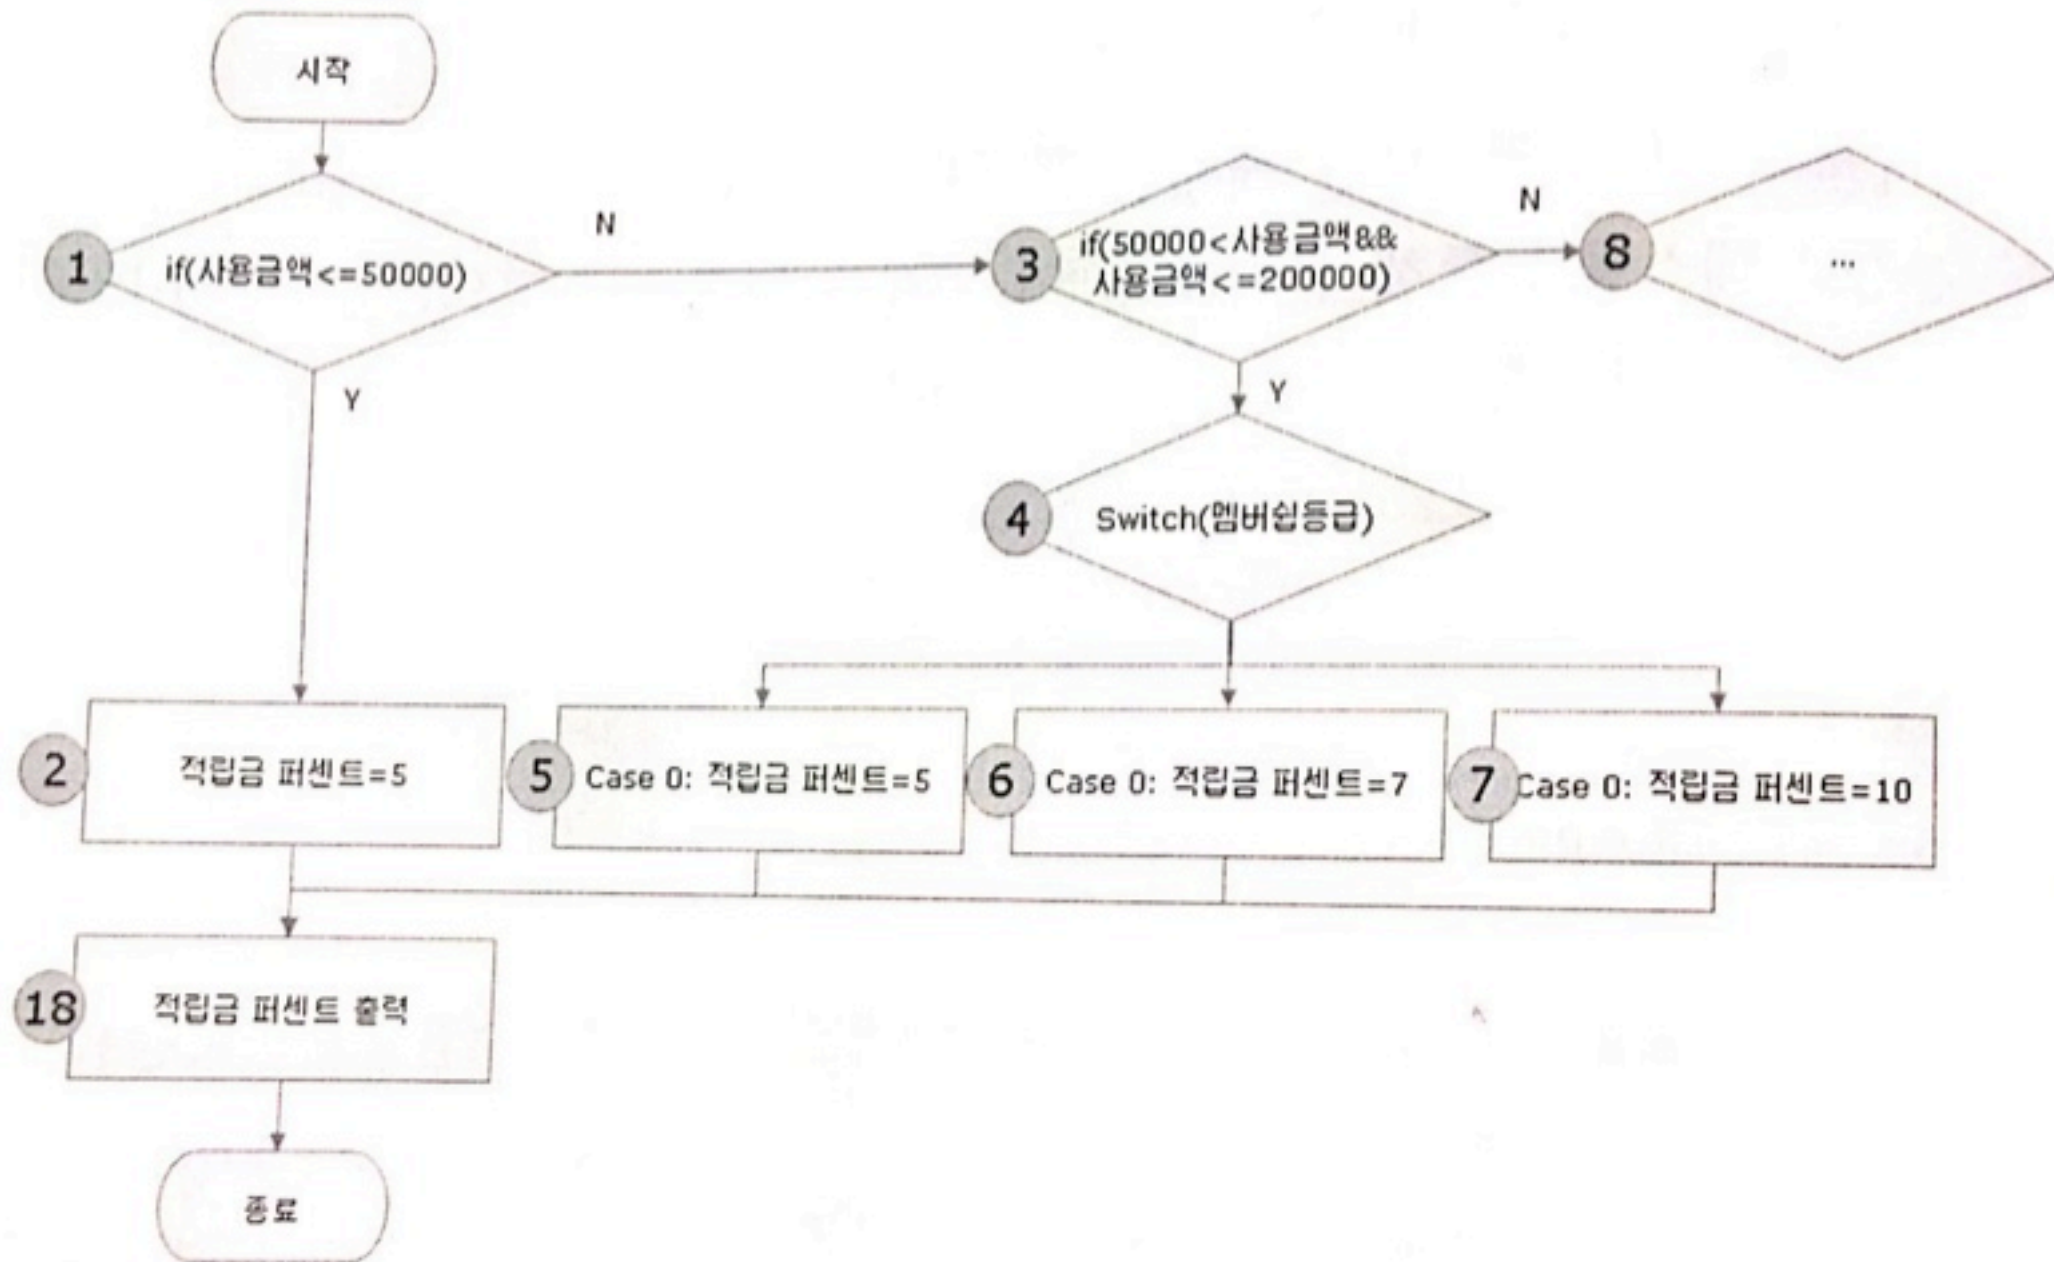 시작
1
if(사용금액<=50000)
N
3
if(50000<사용금액&&
사용금액<=200000)
N
8
...
Y
Y
4
Switch(멤버쉽등급)
2
적립금 퍼센트=5
5
Case 0: 적립금 퍼센트=5
6
Case 0: 적립금 퍼센트=7
7
Case 0: 적립금 퍼센트=10
18
적립금 퍼센트 출력
종료